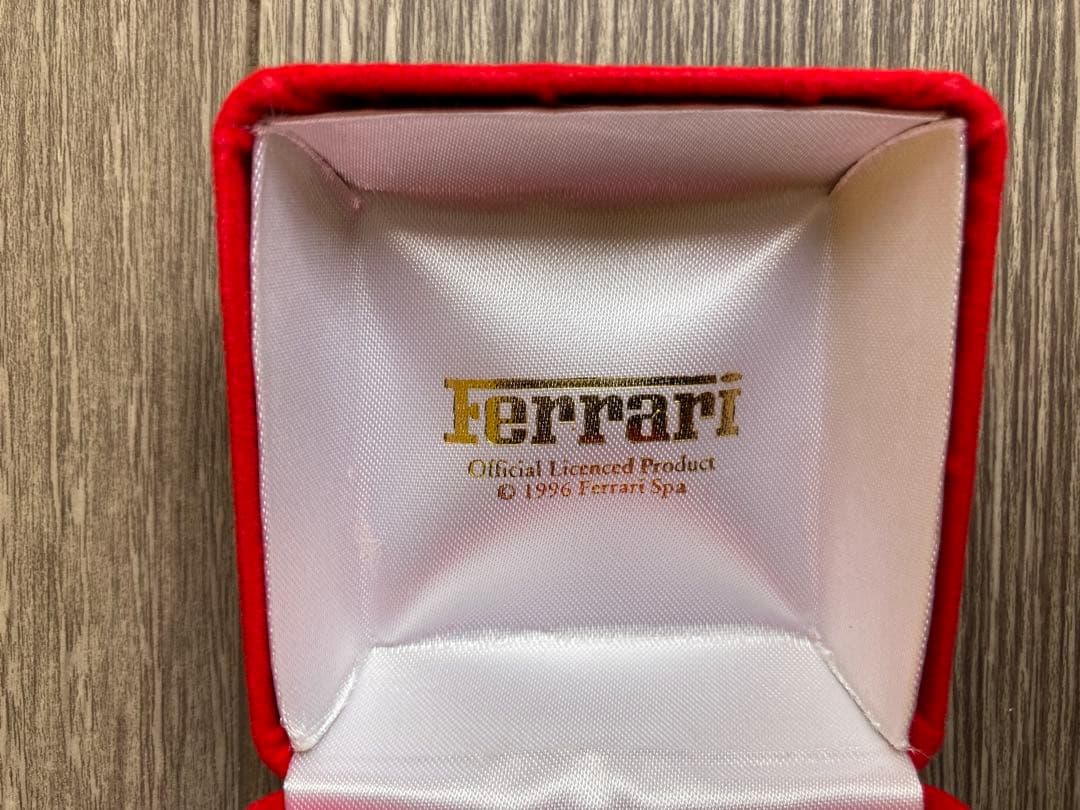 Ferrari
Official Licenced Product
© 1996 Ferrari Spa